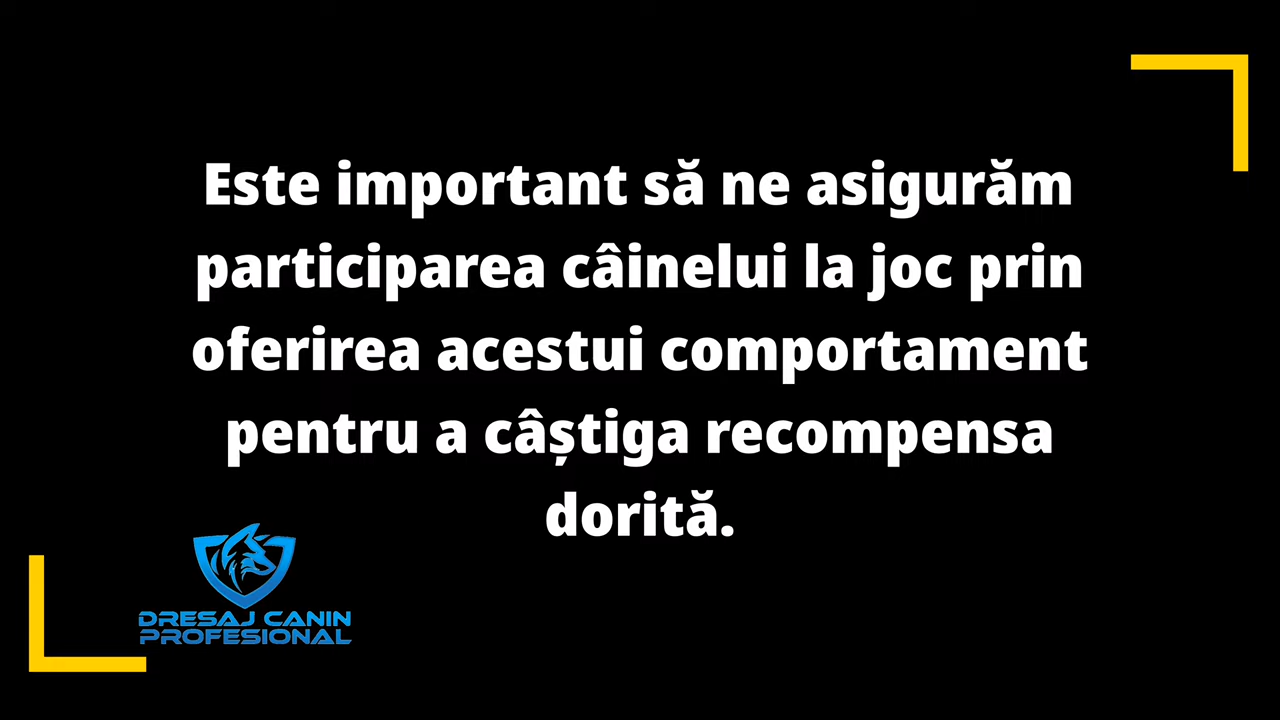 Este important să ne asigurăm
participarea câinelui la joc prin
oferirea acestui comportament
pentru a câștiga recompensa
dorită.
DRESAJ CANIN
PROFESIONAL